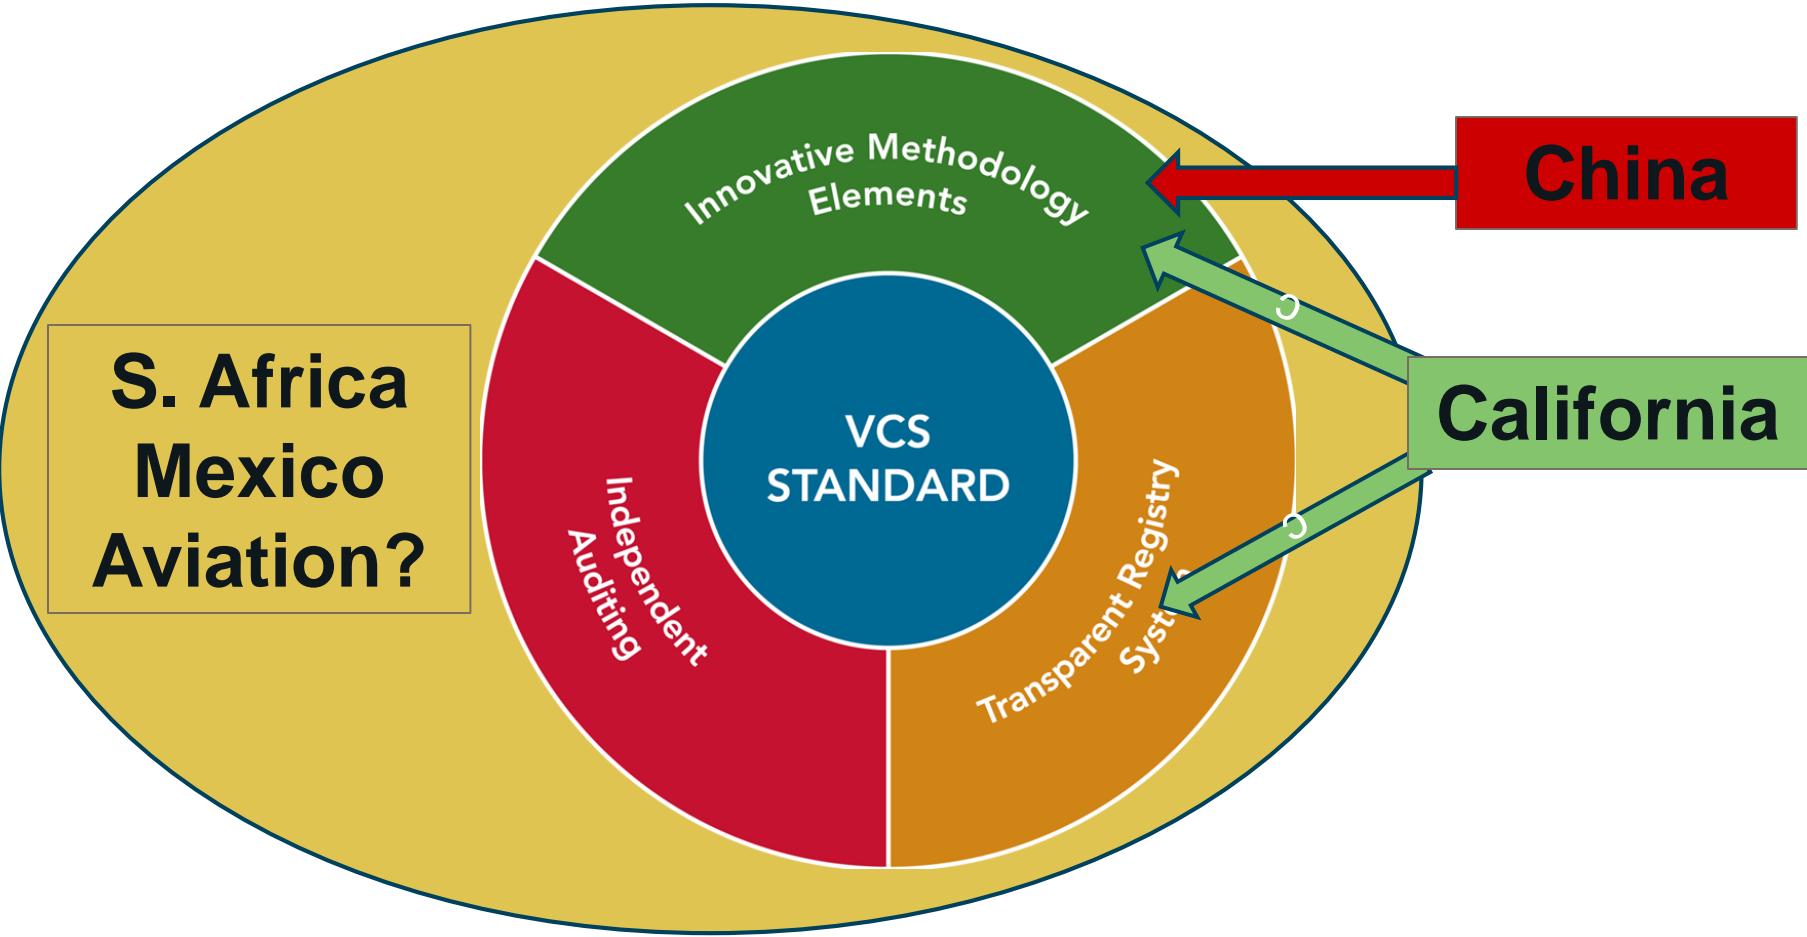 Innovative Methodology
Elements
China
S. Africa
Mexico
Aviation?
California
VCS
STANDARD
Independent
Auditing
Transparent Registry
C
C